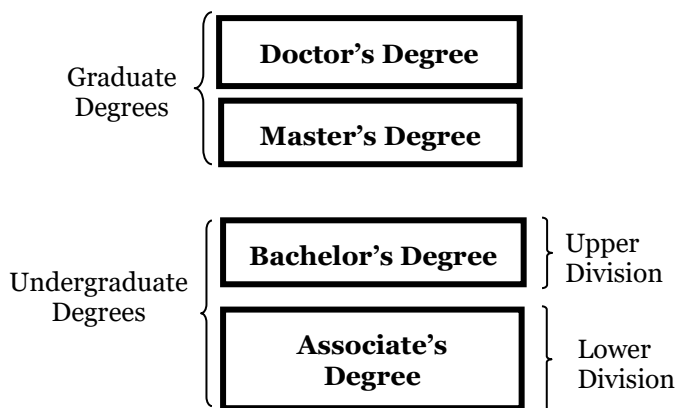 Doctor’s Degree
Graduate
Degrees
Master’s Degree
Bachelor’s Degree
Upper
Division
Undergraduate
Degrees
Associate’s
Degree
Lower
Division